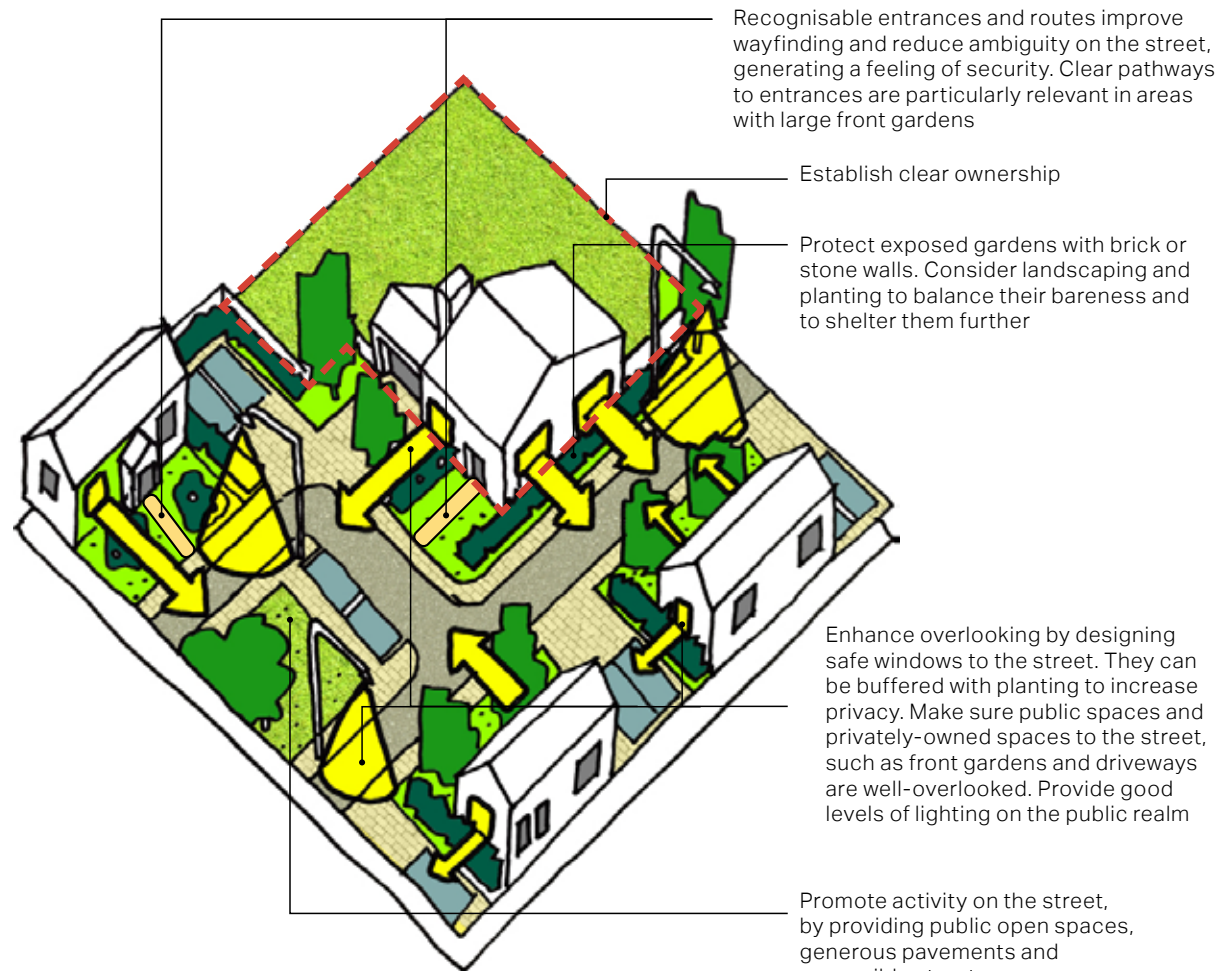 Recognisable entrances and routes improve
wayfinding and reduce ambiguity on the street,
generating a feeling of security. Clear pathways
to entrances are particularly relevant in areas
with large front gardens
Establish clear ownership
Protect exposed gardens with brick or
stone walls. Consider landscaping and
planting to balance their bareness and
to shelter them further
Enhance overlooking by designing
safe windows to the street. They can
be buffered with planting to increase
privacy. Make sure public spaces and
privately-owned spaces to the street,
such as front gardens and driveways
are well-overlooked. Provide good
levels of lighting on the public realm
Promote activity on the street,
by providing public open spaces,
generous pavements and